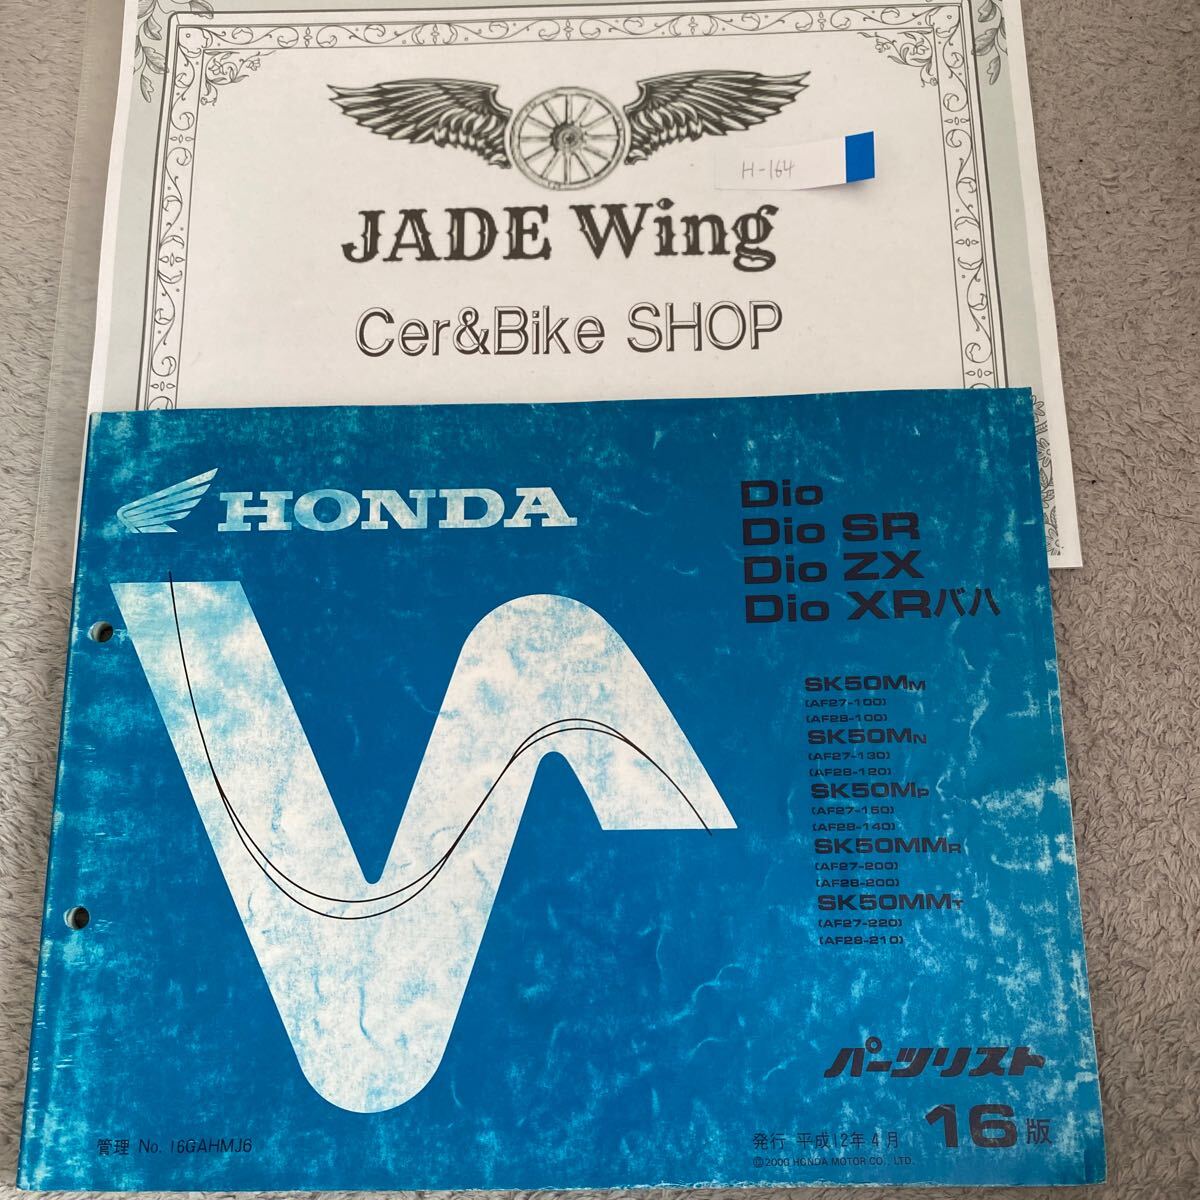 H-164
JADE Wing
Cer&Bike SHOP
HONDA
Dio
Dio SR
Dio ZX
Dio XRバハ
SK50MM
(AF27-100)
(AF28-100)
SK50MN
(AF27-130)
(AF28-120)
SK50MP
(AF27-150)
(AF28-140)
SK50MMR
(AF27-200)
(AF28-200)
SK50MMT
(AF27-220)
(AF28-210)
パーツリスト
16版
管理 No. 16GAHMJ6
発行 平成12年4月
©2000 HONDA MOTOR CO., LTD.